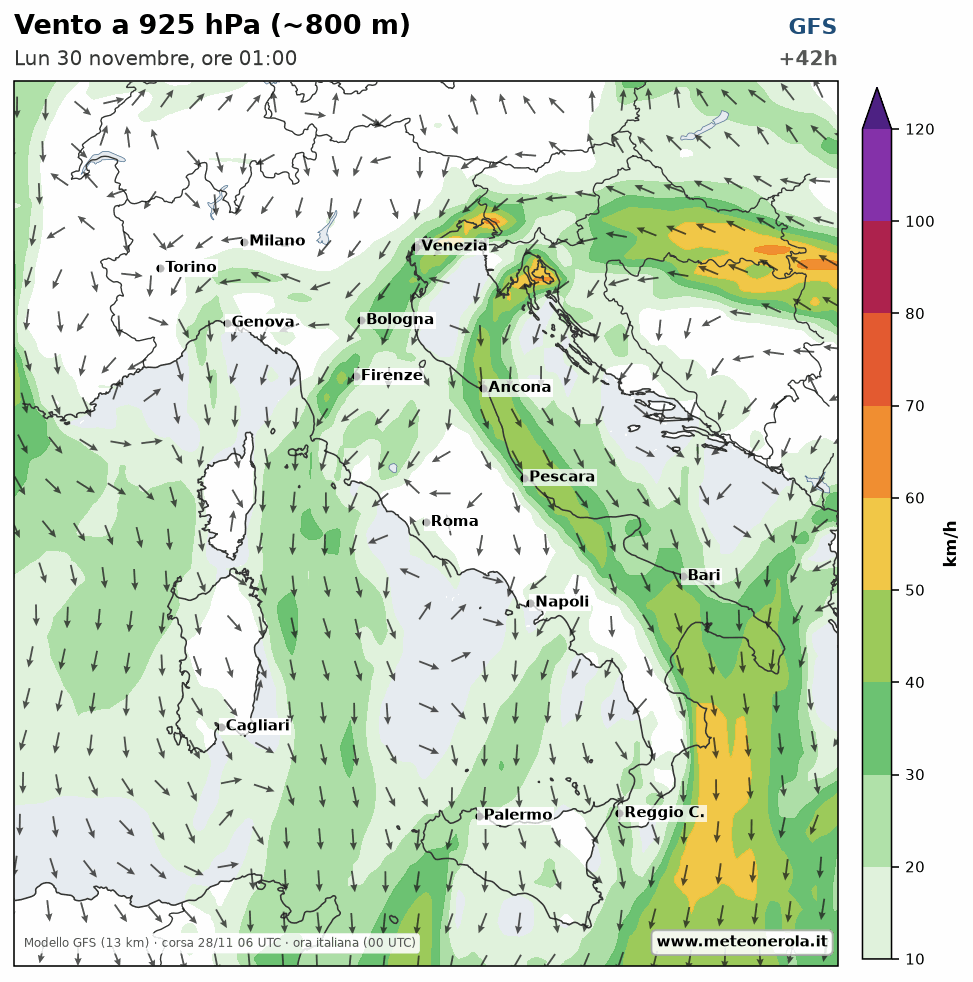 Vento a 925 hPa (~800 m)
GFS
Lun 30 novembre, ore 01:00
+42h
120
100
80
70
60
50
40
30
20
10
km/h
Milano
Venezia
Torino
Genova
Bologna
Firenze
Ancona
Pescara
Roma
Bari
Napoli
Cagliari
Palermo
Reggio C.
Modello GFS (13 km) · corsa 28/11 06 UTC · ora italiana (00 UTC)
www.meteonerola.it